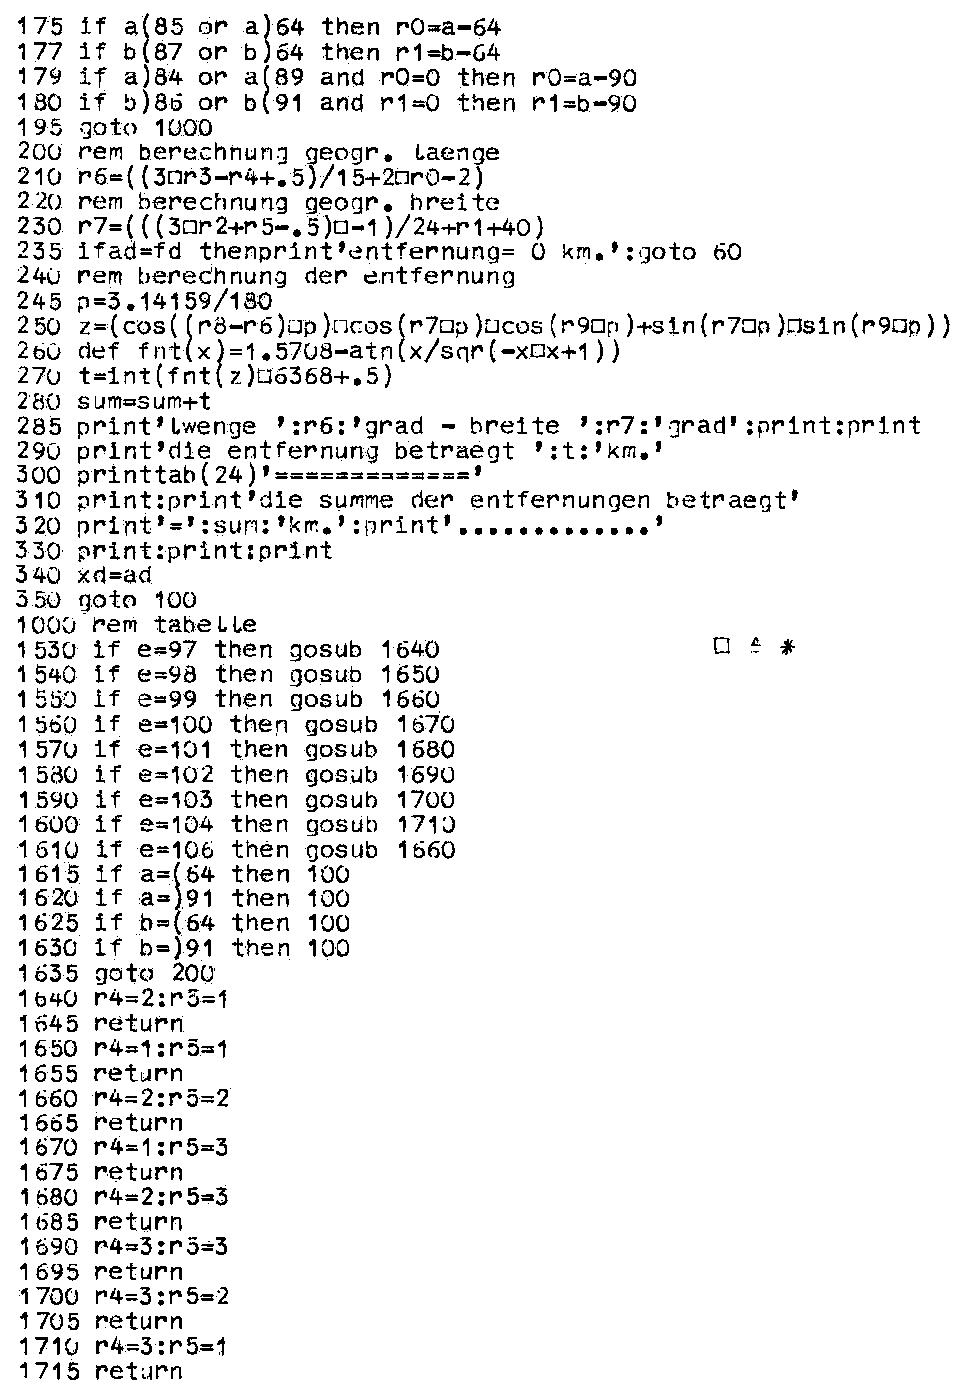 175 if a(85 or a)64 then r0=a-64
177 if b(87 or b)64 then r1=b-64
179 if a)84 or a(89 and r0=0 then r0=a-90
180 if b)86 or b(91 and r1=0 then r1=b-90
195 goto 1000
200 rem berechnung geogr. laenge
210 r6=((3□r3-r4+.5)/15+2□r0-2)
220 rem berechnung geogr. breite
230 r7=(((3□r2+r5-.5)□-1)/24+r1+40)
235 ifad=fd thenprint'entfernung= 0 km.':goto 60
240 rem berechnung der entfernung
245 p=3.14159/180
250 z=(cos((r8-r6)□p)□cos(r7□p)□cos(r9□p)+sin(r7□p)□sin(r9□p))
260 def fnt(x)=1.5708-atn(x/sqr(-x□x+1))
270 t=int(fnt(z)□6368+.5)
280 sum=sum+t
285 print'lwenge ':r6:'grad - breite ':r7:'grad':print:print
290 print'die entfernung betraegt ':t:'km.'
300 printtab(24)'============='
310 print:print'die summe der entfernungen betraegt'
320 print'=':sum:'km.':print'.............'
330 print:print:print
340 xd=ad
350 goto 100
1000 rem tabelle
1530 if e=97 then gosub 1640 □ ≙ *
1540 if e=98 then gosub 1650
1550 if e=99 then gosub 1660
1560 if e=100 then gosub 1670
1570 if e=101 then gosub 1680
1580 if e=102 then gosub 1690
1590 if e=103 then gosub 1700
1600 if e=104 then gosub 1710
1610 if e=106 then gosub 1660
1615 if a=(64 then 100
1620 if a=)91 then 100
1625 if b=(64 then 100
1630 if b=)91 then 100
1635 goto 200
1640 r4=2:r5=1
1645 return
1650 r4=1:r5=1
1655 return
1660 r4=2:r5=2
1665 return
1670 r4=1:r5=3
1675 return
1680 r4=2:r5=3
1685 return
1690 r4=3:r5=3
1695 return
1700 r4=3:r5=2
1705 return
1710 r4=3:r5=1
1715 return